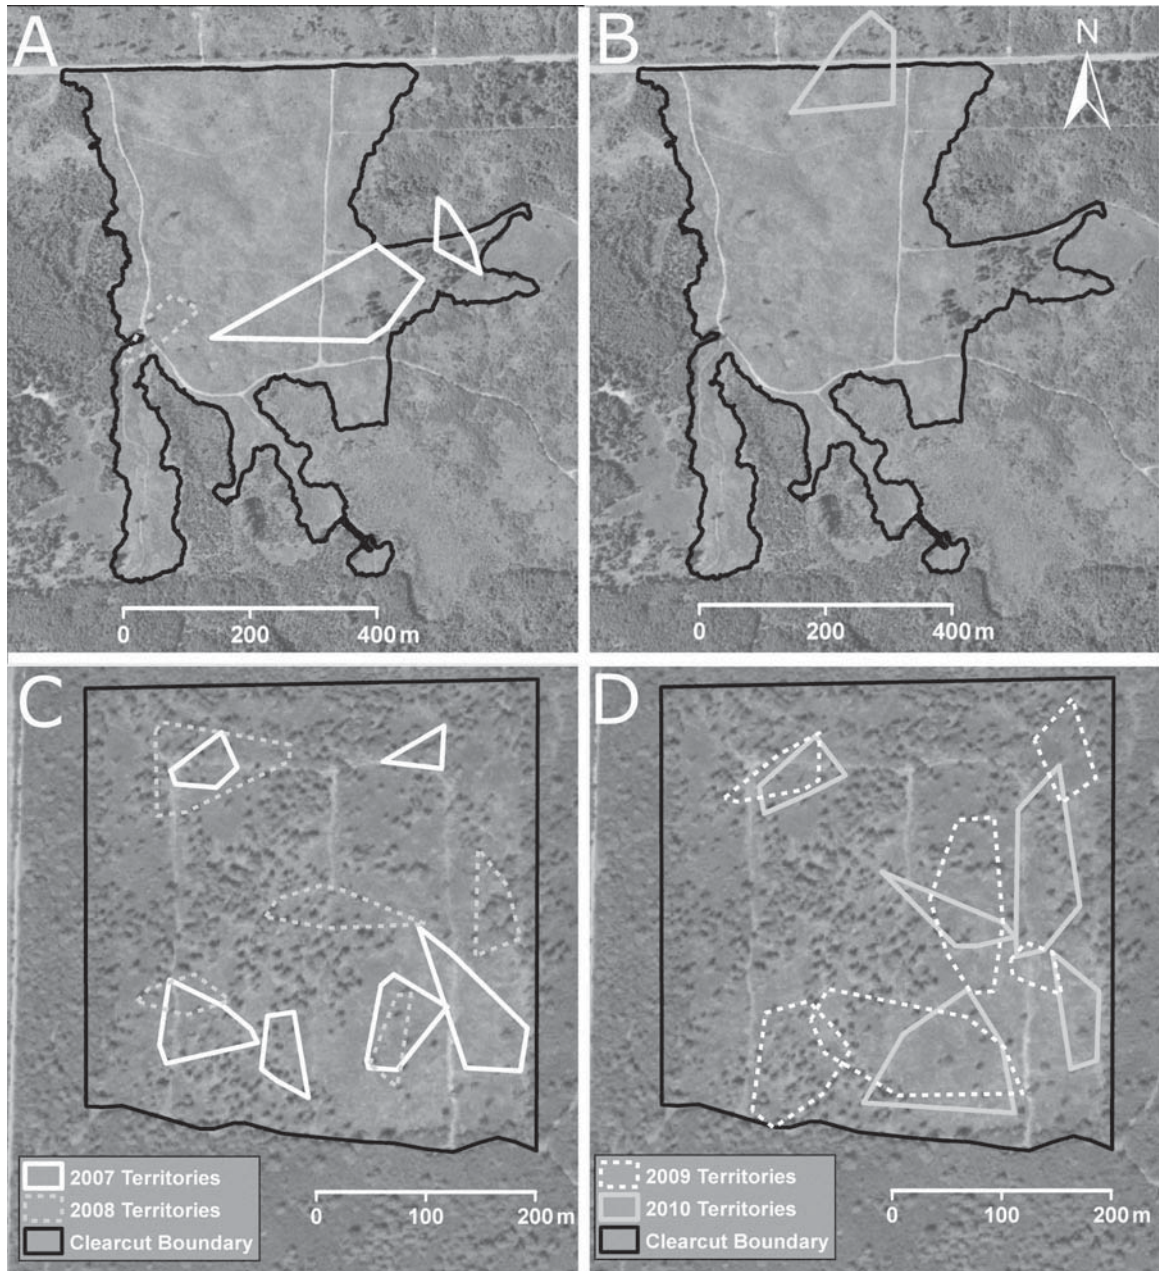 A
B
N
0 200 400 m
0 200 400 m
C
D
2007 Territories
2008 Territories
Clearcut Boundary
0 100 200 m
2009 Territories
2010 Territories
Clearcut Boundary
0 100 200 m